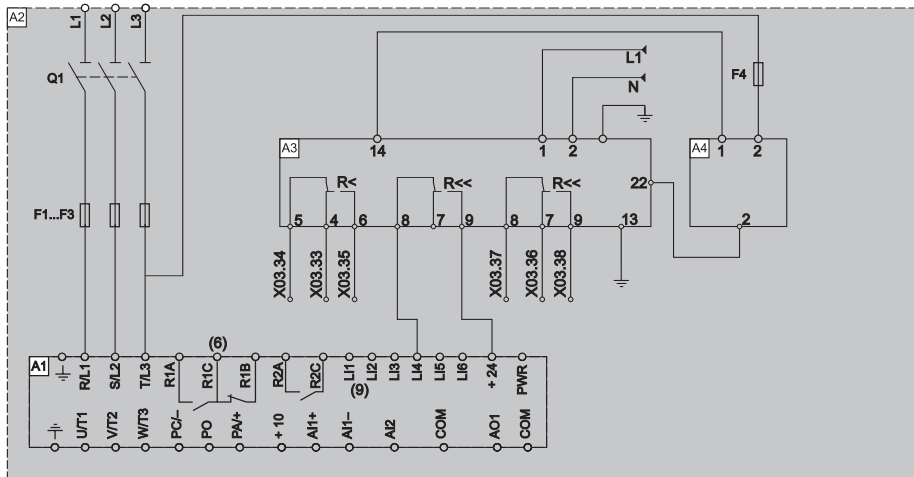 A2 L1 L2 L3
Q1 L1 N F4
A3 14 1 2 A4 1 2
R< R<< R<< 22
F1...F3 5 4 6 8 7 9 8 7 9 13 2
X03.34 X03.33 X03.35 X03.37 X03.36 X03.38
A1 (6)
R/L1 S/L2 T/L3 R1A R1C R1B R2A R2C LI1 LI2 LI3 LI4 LI5 LI6 + 24 PWR
(9)
U/T1 V/T2 W/T3 PC/– PO PA/+ + 10 AI1+ AI1– AI2 COM AO1 COM